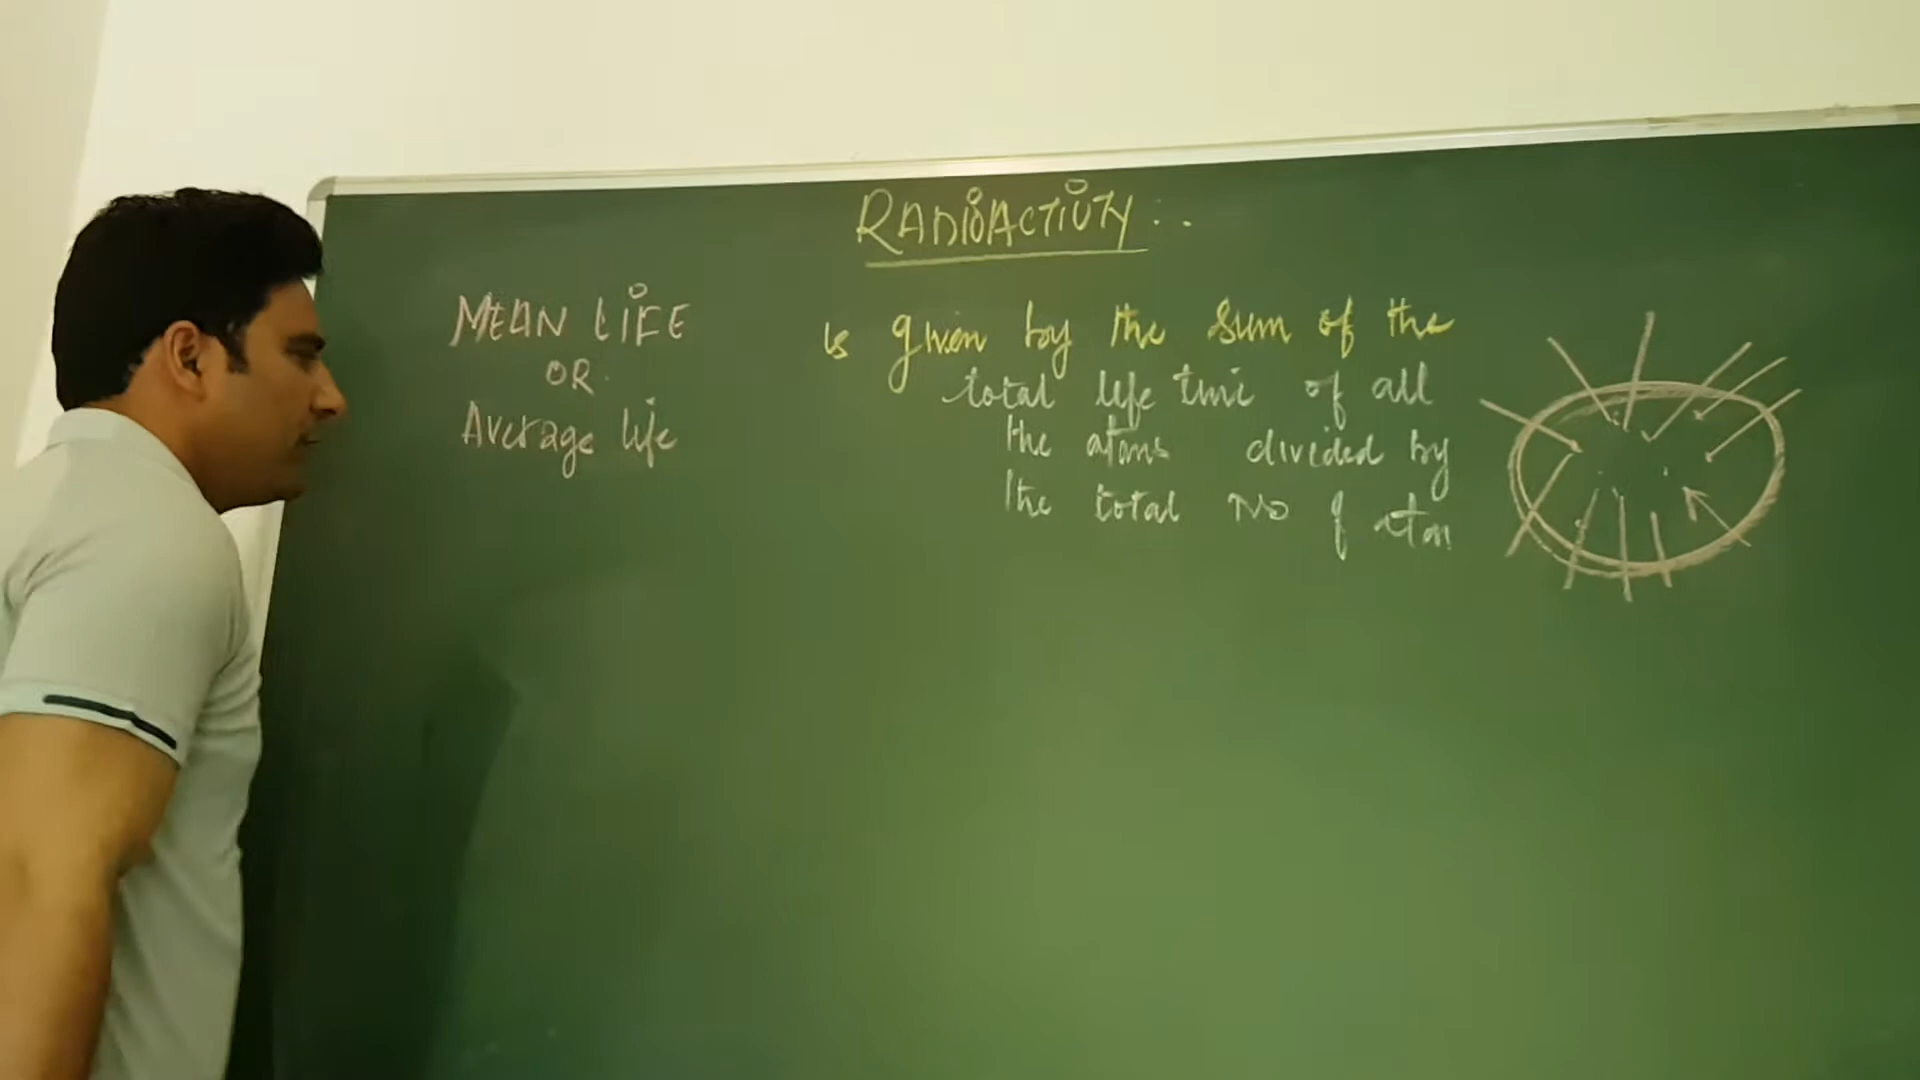 RADIOACTIVITY :.
MEAN LIFE
OR
Average life
is given by the sum of the
total life time of all
the atoms divided by
the total No of atom